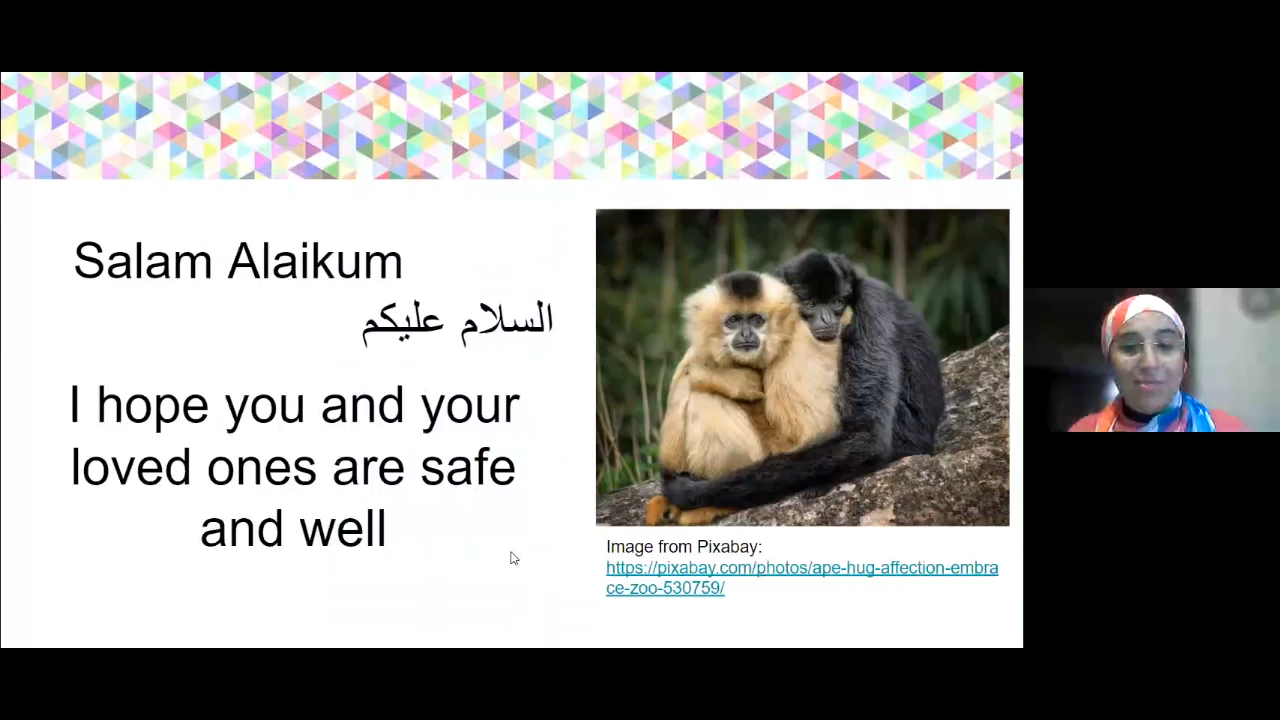 Salam Alaikum
السلام عليكم
I hope you and your
loved ones are safe
and well
Image from Pixabay:
https://pixabay.com/photos/ape-hug-affection-embra
ce-zoo-530759/